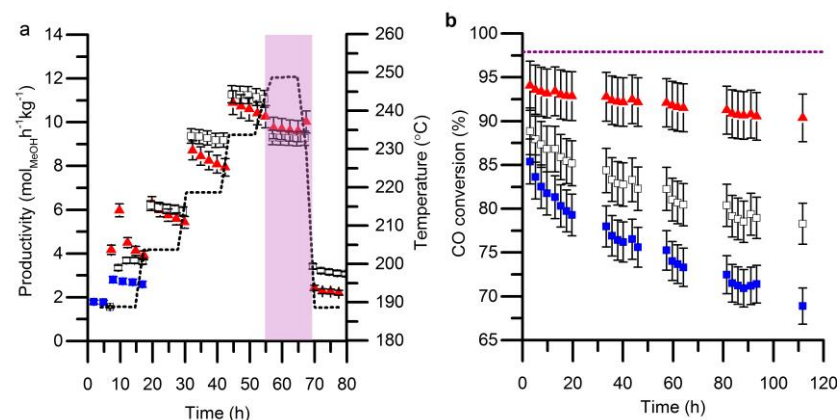 a
Productivity (mol_MeOH h⁻¹kg⁻¹)
14
12
10
8
6
4
2
0
0 10 20 30 40 50 60 70 80
Time (h)
260
250
240
230
220
210
200
190
180
Temperature (°C)
b
CO conversion (%)
100
95
90
85
80
75
70
65
0 20 40 60 80 100 120
Time (h)